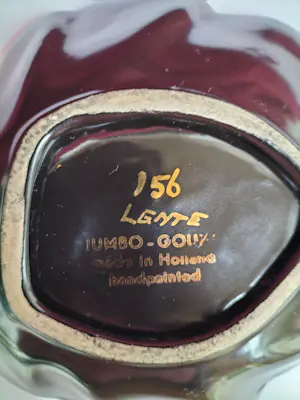 156
LENTE
JUMBO-GOUDA
made in Holland
handpainted